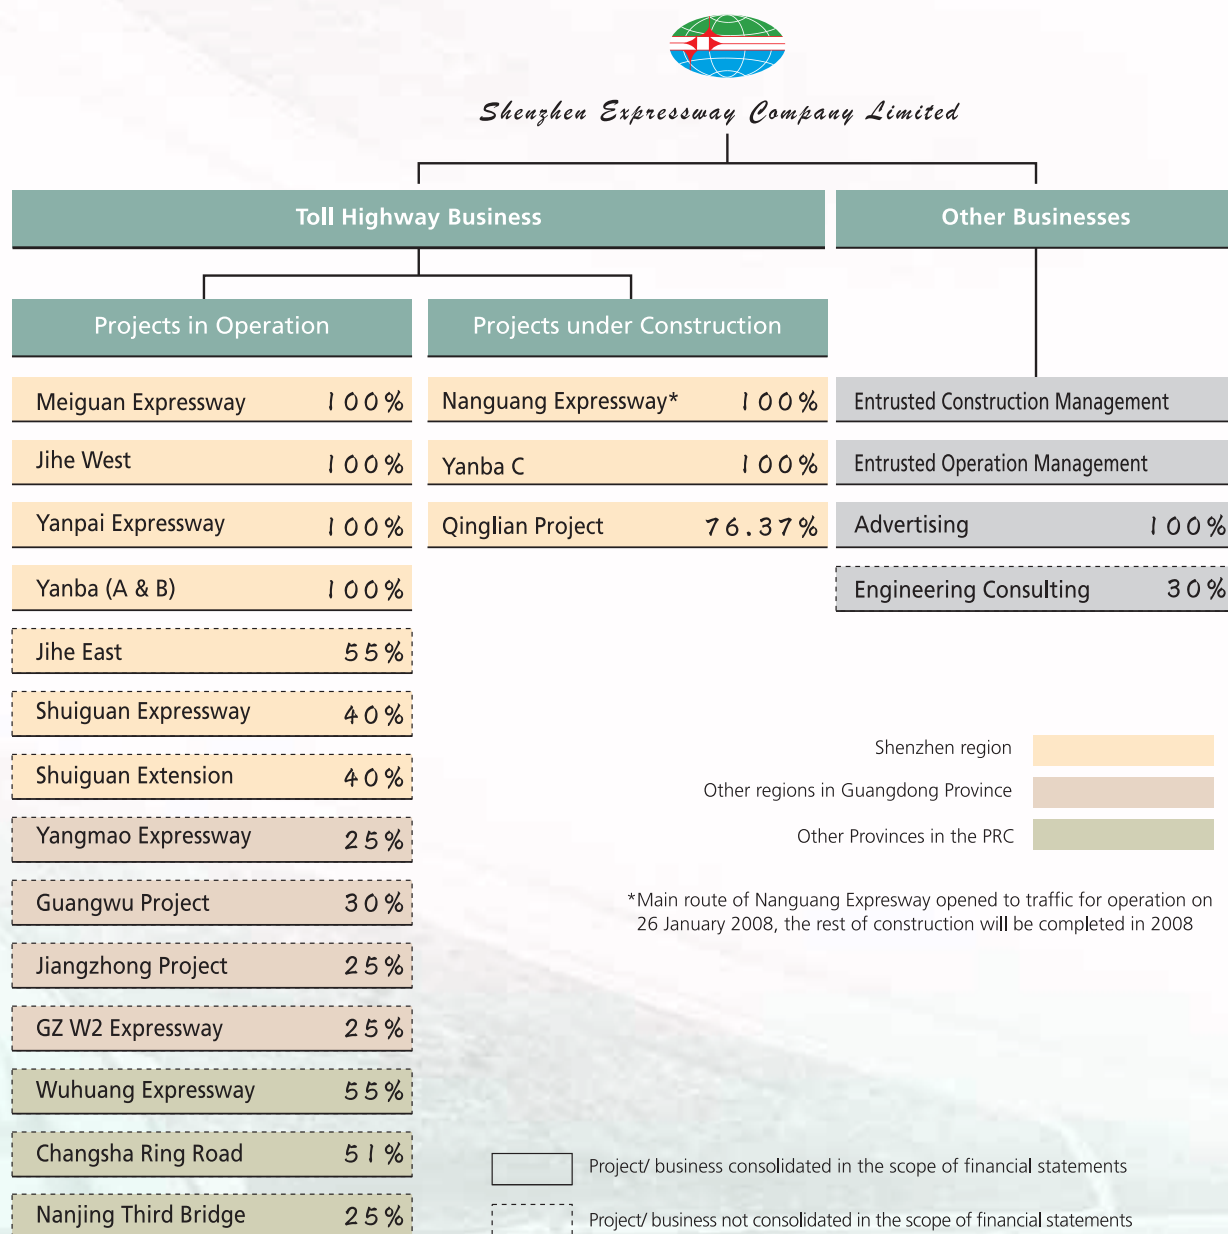 Shenzhen Expressway Company Limited
Toll Highway Business
Other Businesses
Projects in Operation
Projects under Construction
Meiguan Expressway 100%
Jihe West 100%
Yanpai Expressway 100%
Yanba (A & B) 100%
Jihe East 55%
Shuiguan Expressway 40%
Shuiguan Extension 40%
Yangmao Expressway 25%
Guangwu Project 30%
Jiangzhong Project 25%
GZ W2 Expressway 25%
Wuhuang Expressway 55%
Changsha Ring Road 51%
Nanjing Third Bridge 25%
Nanguang Expressway* 100%
Yanba C 100%
Qinglian Project 76.37%
Entrusted Construction Management
Entrusted Operation Management
Advertising 100%
Engineering Consulting 30%
Shenzhen region
Other regions in Guangdong Province
Other Provinces in the PRC
*Main route of Nanguang Expresway opened to traffic for operation on
26 January 2008, the rest of construction will be completed in 2008
Project/ business consolidated in the scope of financial statements
Project/ business not consolidated in the scope of financial statements